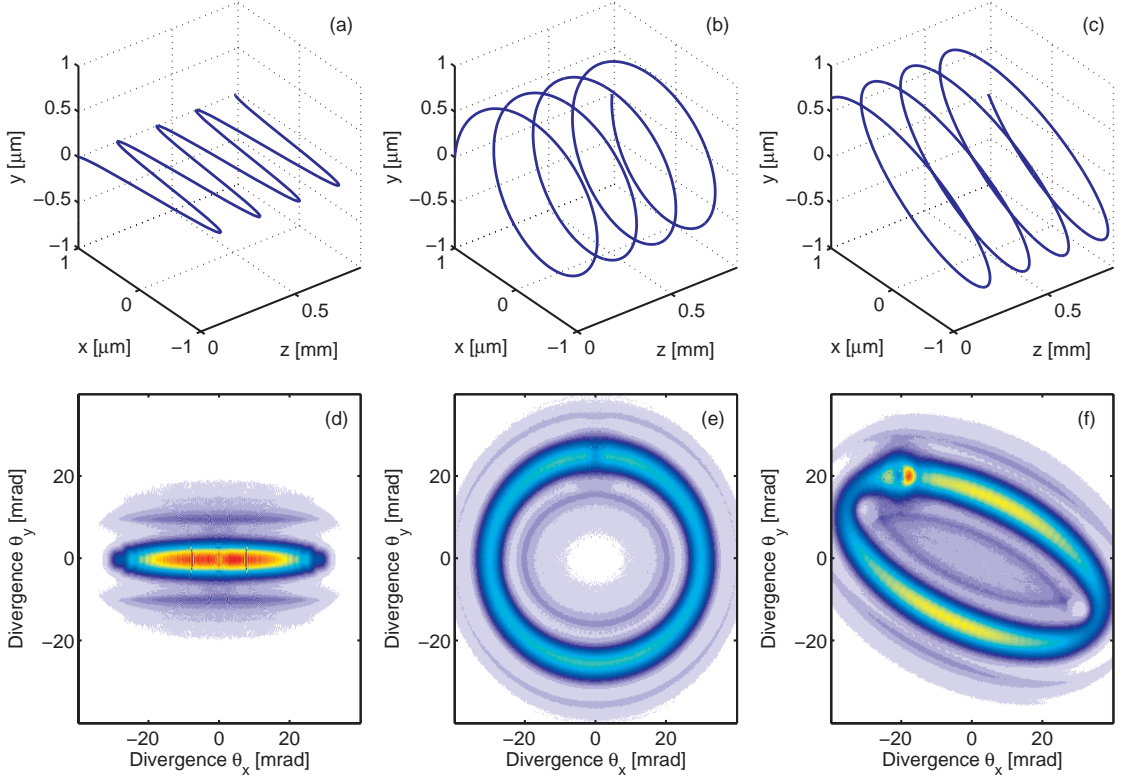 (a)
1
0.5
0
−0.5
−1
y [μm]
1
0
−1
x [μm]
0
0.5
z [mm]
(b)
1
0.5
0
−0.5
−1
y [μm]
1
0
−1
x [μm]
0
0.5
z [mm]
(c)
1
0.5
0
−0.5
−1
y [μm]
1
0
−1
x [μm]
0
0.5
z [mm]
(d)
20
0
−20
Divergence θy [mrad]
−20 0 20
Divergence θx [mrad]
(e)
20
0
−20
Divergence θy [mrad]
−20 0 20
Divergence θx [mrad]
(f)
20
0
−20
Divergence θy [mrad]
−20 0 20
Divergence θx [mrad]